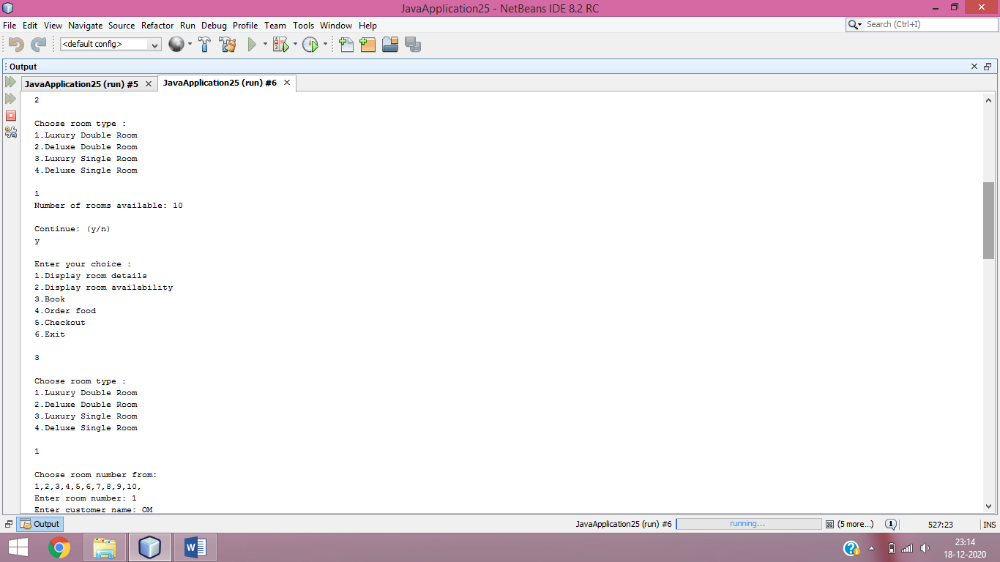 JavaApplication25 - NetBeans IDE 8.2 RC
File Edit View Navigate Source Refactor Run Debug Profile Team Tools Window Help
Search (Ctrl+I)
<default config>
Output
JavaApplication25 (run) #5
JavaApplication25 (run) #6
2
Choose room type :
1.Luxury Double Room
2.Deluxe Double Room
3.Luxury Single Room
4.Deluxe Single Room
1
Number of rooms available: 10
Continue: (y/n)
y
Enter your choice :
1.Display room details
2.Display room availability
3.Book
4.Order food
5.Checkout
6.Exit
3
Choose room type :
1.Luxury Double Room
2.Deluxe Double Room
3.Luxury Single Room
4.Deluxe Single Room
1
Choose room number from:
1,2,3,4,5,6,7,8,9,10,
Enter room number: 1
Enter customer name: OM
Output
JavaApplication25 (run) #6
running...
(5 more...)
1
527:23
INS
23:14
18-12-2020